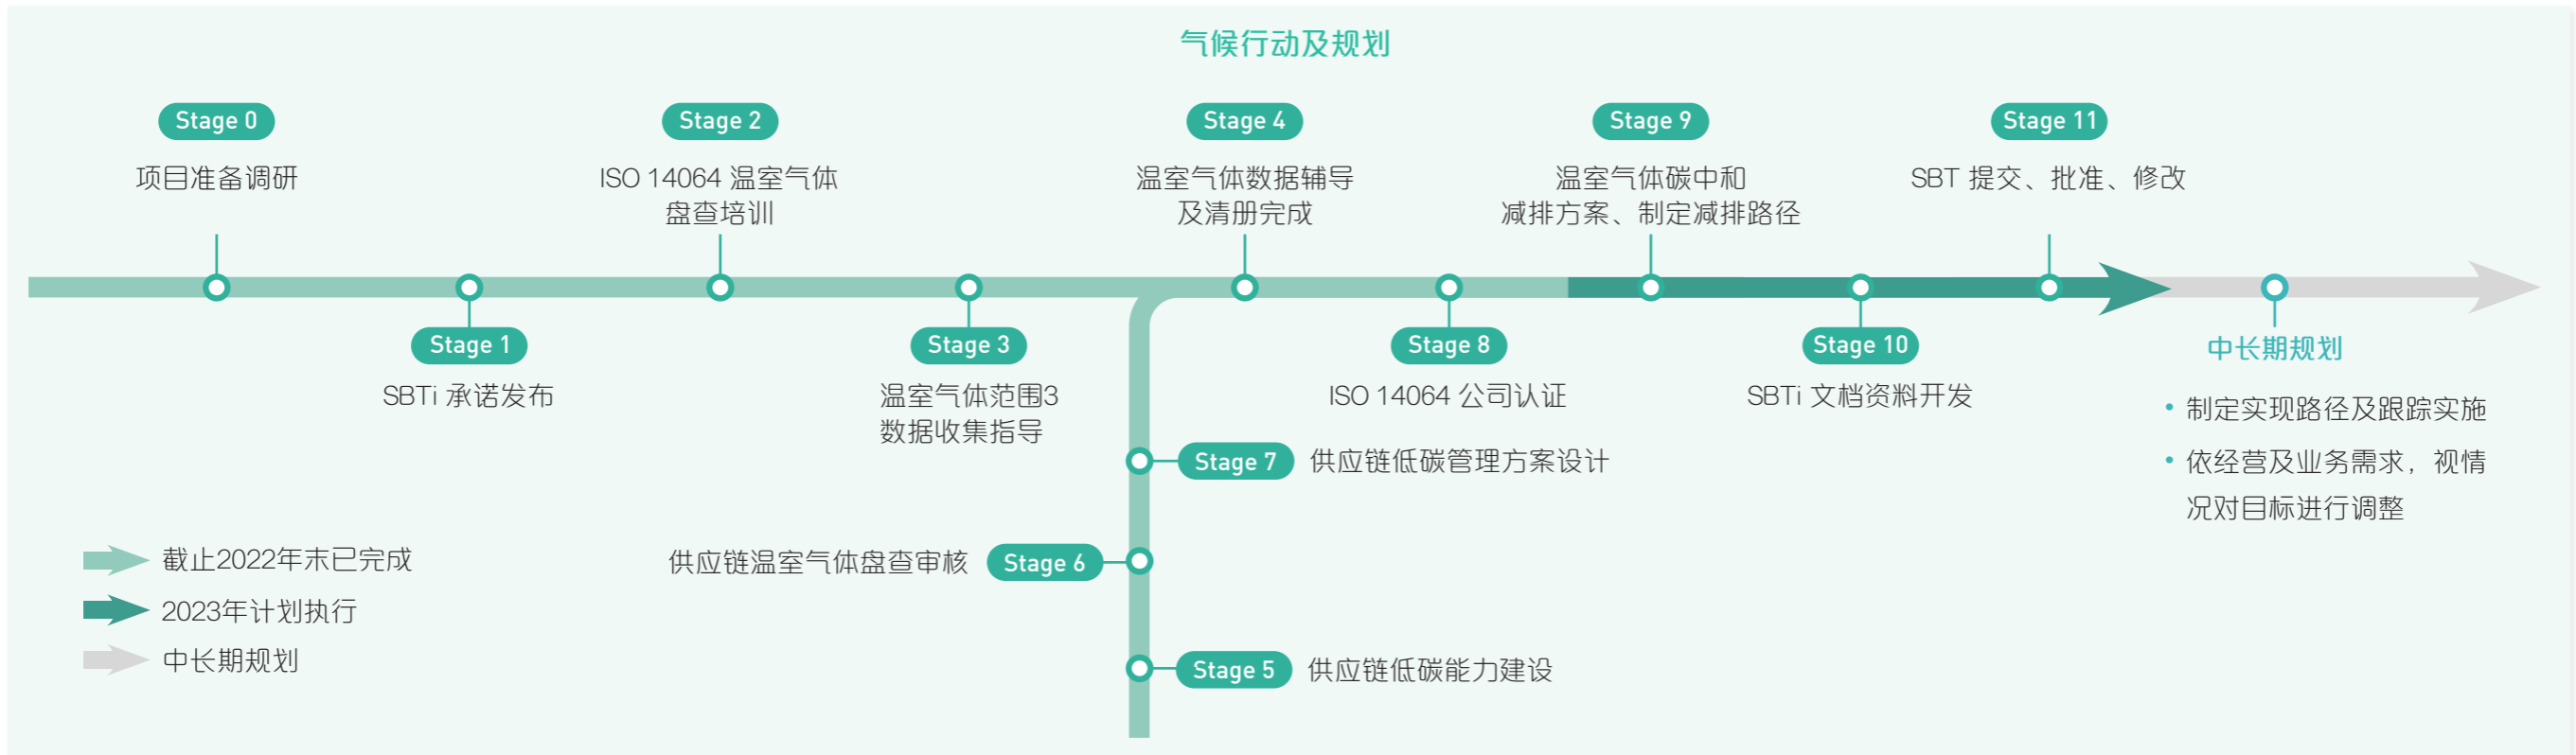 气候行动及规划
Stage 0
项目准备调研
Stage 2
ISO 14064 温室气体
盘查培训
Stage 4
温室气体数据辅导
及清册完成
Stage 9
温室气体碳中和
减排方案、制定减排路径
Stage 11
SBT 提交、批准、修改
Stage 1
SBTi 承诺发布
Stage 3
温室气体范围3
数据收集指导
Stage 8
ISO 14064 公司认证
Stage 10
SBTi 文档资料开发
中长期规划
• 制定实现路径及跟踪实施
• 依经营及业务需求，视情
况对目标进行调整
Stage 7
供应链低碳管理方案设计
供应链温室气体盘查审核
Stage 6
Stage 5
供应链低碳能力建设
截止2022年末已完成
2023年计划执行
中长期规划